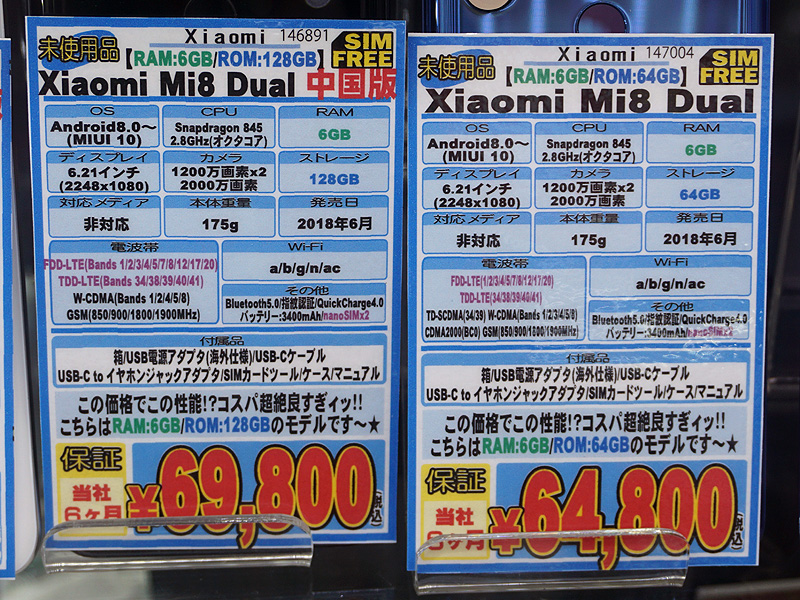 未使用品
Xiaomi 146891
SIM FREE
【RAM:6GB/ROM:128GB】
Xiaomi Mi8 Dual 中国版
OS
Android8.0～
(MIUI 10)
CPU
Snapdragon 845
2.8GHz(オクタコア)
RAM
6GB
ディスプレイ
6.21インチ
(2248x1080)
カメラ
1200万画素x2
2000万画素
ストレージ
128GB
対応メディア
非対応
本体重量
175g
発売日
2018年6月
電波帯
FDD-LTE(Bands 1/2/3/4/5/7/8/12/17/20)
TDD-LTE(Bands 34/38/39/40/41)
W-CDMA(Bands 1/2/4/5/8)
GSM(850/900/1800/1900MHz)
Wi-Fi
a/b/g/n/ac
その他
Bluetooth5.0/指紋認証/QuickCharge4.0
バッテリー:3400mAh/nanoSIMx2
付属品
箱/USB電源アダプタ(海外仕様)/USB-Cケーブル
USB-C to イヤホンジャックアダプタ/SIMカードツール/ケース/マニュアル
この価格でこの性能!?コスパ超絶良すぎィッ!!
こちらはRAM:6GB/ROM:128GBのモデルです～★
保証
当社
6ヶ月
¥69,800
(税込)
未使用品
Xiaomi 147004
SIM FREE
【RAM:6GB/ROM:64GB】
Xiaomi Mi8 Dual
OS
Android8.0～
(MIUI 10)
CPU
Snapdragon 845
2.8GHz(オクタコア)
RAM
6GB
ディスプレイ
6.21インチ
(2248x1080)
カメラ
1200万画素x2
2000万画素
ストレージ
64GB
対応メディア
非対応
本体重量
175g
発売日
2018年6月
電波帯
FDD-LTE(1/2/3/4/5/7/8/12/17/20)
TDD-LTE(34/38/39/40/41)
TD-SCDMA(34/39) W-CDMA(Bands 1/2/3/4/5/8)
CDMA2000(BC0) GSM(850/900/1800/1900MHz)
Wi-Fi
a/b/g/n/ac
その他
Bluetooth5.0/指紋認証/QuickCharge4.0
バッテリー:3400mAh/nanoSIMx2
付属品
箱/USB電源アダプタ(海外仕様)/USB-Cケーブル
USB-C to イヤホンジャックアダプタ/SIMカードツール/ケース/マニュアル
この価格でこの性能!?コスパ超絶良すぎィッ!!
こちらはRAM:6GB/ROM:64GBのモデルです～★
保証
当社
6ヶ月
¥64,800
(税込)